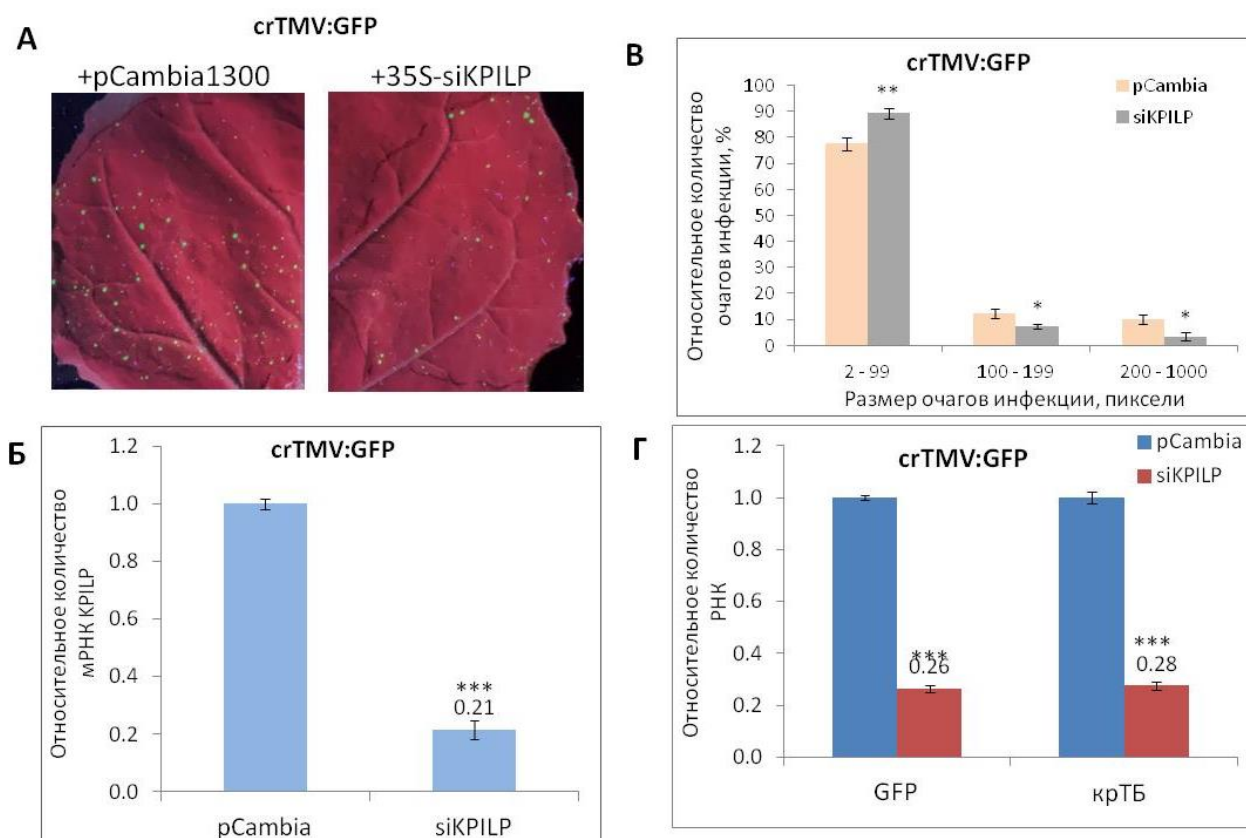 А
crTMV:GFP
+pCambia1300
+35S-siKPILP
В
crTMV:GFP
Относительное количество
очагов инфекции, %
100
90
80
70
60
50
40
30
20
10
0
**
*
*
pCambia
siKPILP
2 - 99
100 - 199
200 - 1000
Размер очагов инфекции, пиксели
Б
crTMV:GFP
Относительное количество
мРНК KPILP
1.2
1.0
0.8
0.6
0.4
0.2
0.0
***
0.21
pCambia
siKPILP
Г
crTMV:GFP
pCambia
siKPILP
Относительное количество
РНК
1.2
1.0
0.8
0.6
0.4
0.2
0.0
***
0.26
***
0.28
GFP
крТБ